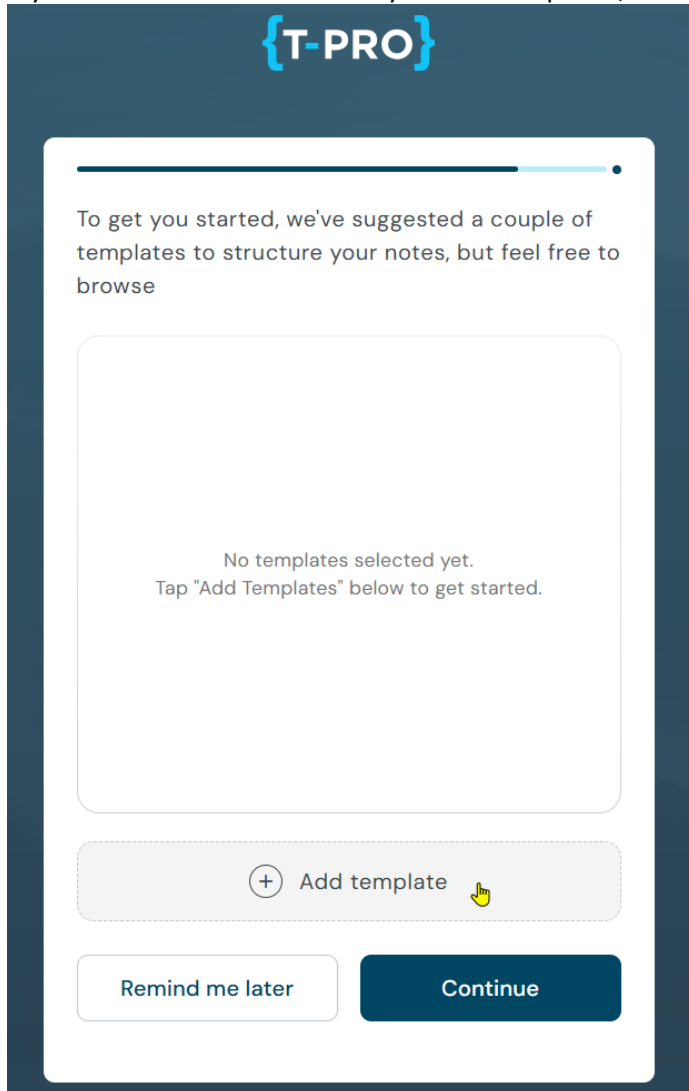 {T-PRO}
To get you started, we've suggested a couple of
templates to structure your notes, but feel free to
browse
No templates selected yet.
Tap "Add Templates" below to get started.
+ Add template
Remind me later
Continue